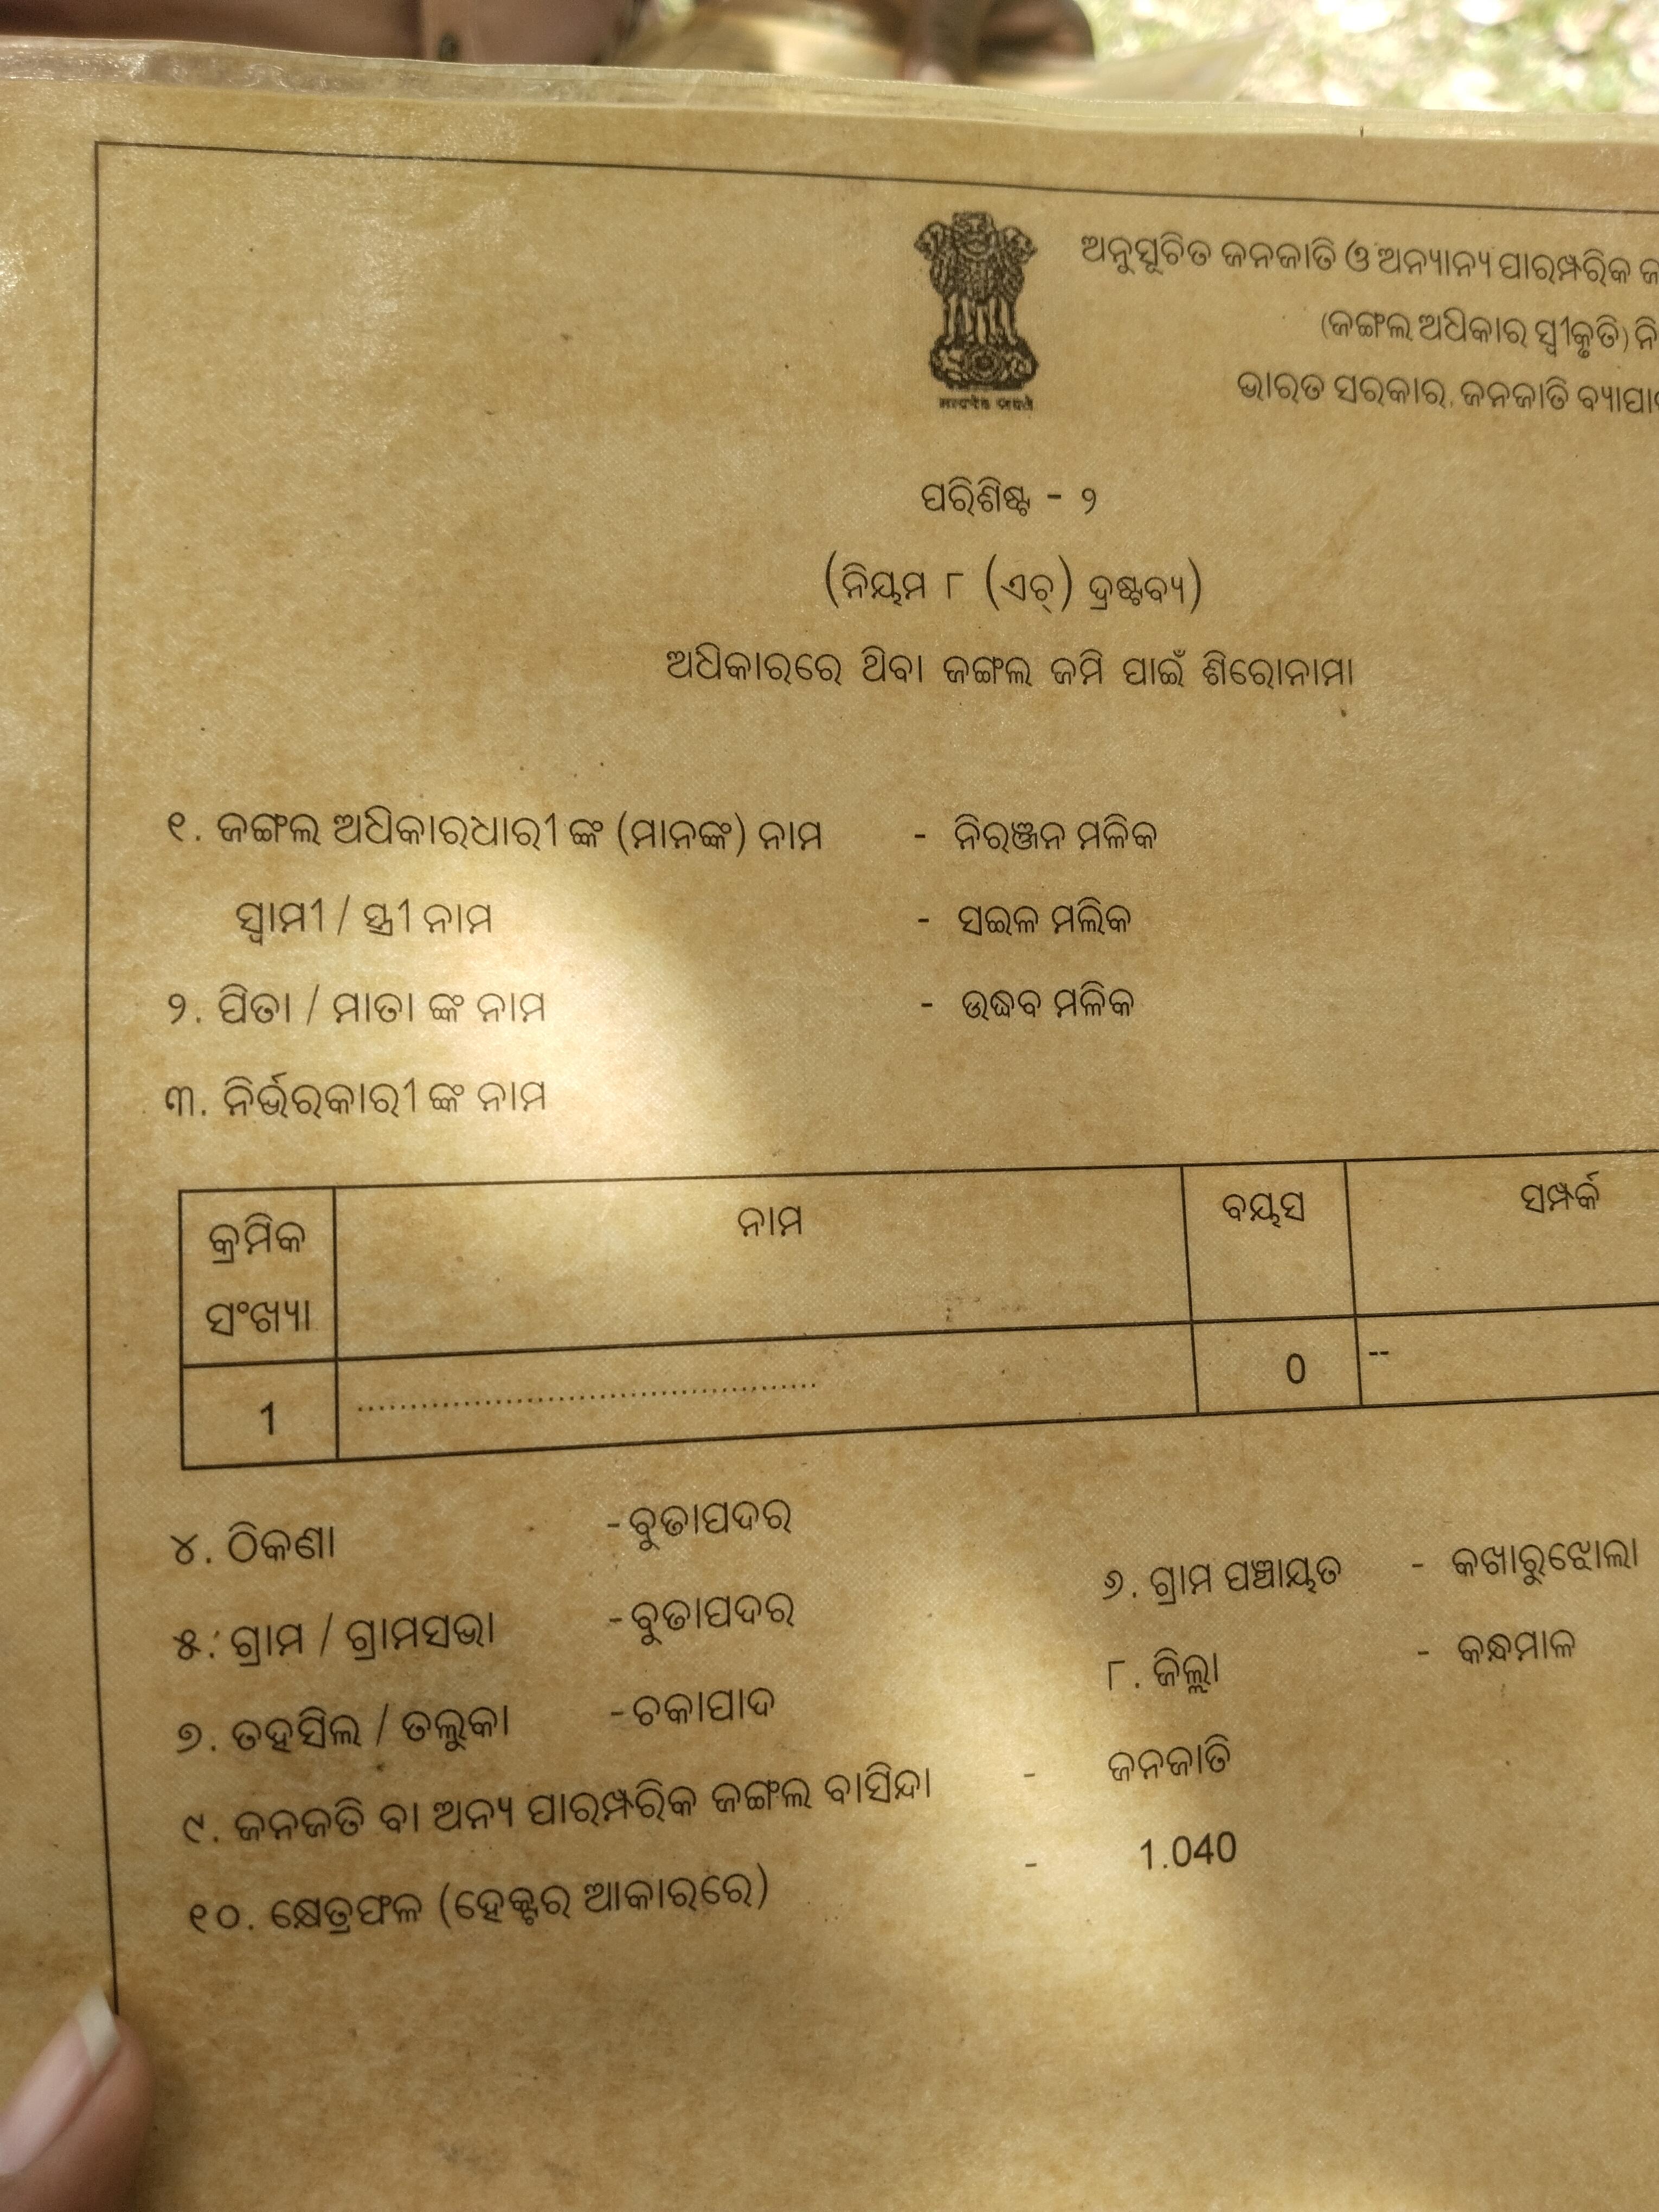 ଅନୁସୂଚିତ ଜନଜାତି ଓ ଅନ୍ୟାନ୍ୟ ପାରମ୍ପରିକ
(ଜଙ୍ଗଲ ଅଧିକାର ସ୍ୱୀକୃତି)
ଭାରତ ସରକାର, ଜନଜାତି
ପରିଶିଷ୍ଟ - ୨
(ନିୟମ ୮ (ଏଚ୍) ଦ୍ରଷ୍ଟବ୍ୟ)
ଅଧିକାରରେ ଥିବା ଜଙ୍ଗଲ ଜମି ପାଇଁ ଶିରୋନାମା
୧. ଜଙ୍ଗଲ ଅଧିକାରଧାରୀ ଙ୍କ (ମାନଙ୍କ) ନାମ - ନିରଞ୍ଜନ ମଳିକ
ସ୍ୱାମୀ / ସ୍ତ୍ରୀ ନାମ - ସଇଳ ମଲିକ
୨. ପିତା / ମାତା ଙ୍କ ନାମ - ଉଦ୍ଧବ ମଳିକ
୩. ନିର୍ଭରକାରୀ ଙ୍କ ନାମ
କ୍ରମିକ ସଂଖ୍ୟା ନାମ ବୟସ ସମ୍ପର୍କ
1 ........................................ 0 --
୪. ଠିକଣା - ବୁଡାପଦର
୫. ଗ୍ରାମ / ଗ୍ରାମସଭା - ବୁଡାପଦର ୬. ଗ୍ରାମ ପଞ୍ଚାୟତ - କଖାରୁଝୋଲା
୭. ତହସିଲ / ତଲୁକା - ଚକାପାଦ ୮. ଜିଲ୍ଲା - କନ୍ଧମାଳ
୯. ଜନଜତି ବା ଅନ୍ୟ ପାରମ୍ପରିକ ଜଙ୍ଗଲ ବାସିନ୍ଦା - ଜନଜାତି
୧୦. କ୍ଷେତ୍ରଫଳ (ହେକ୍ଟର ଆକାରରେ) - 1.040